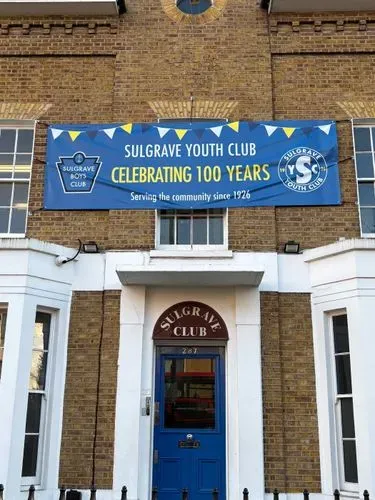 SULGRAVE YOUTH CLUB
CELEBRATING 100 YEARS
Serving the community since 1926
SULGRAVE
BOYS
CLUB
SULGRAVE
YSC
YOUTH CLUB
SULGRAVE
CLUB
287